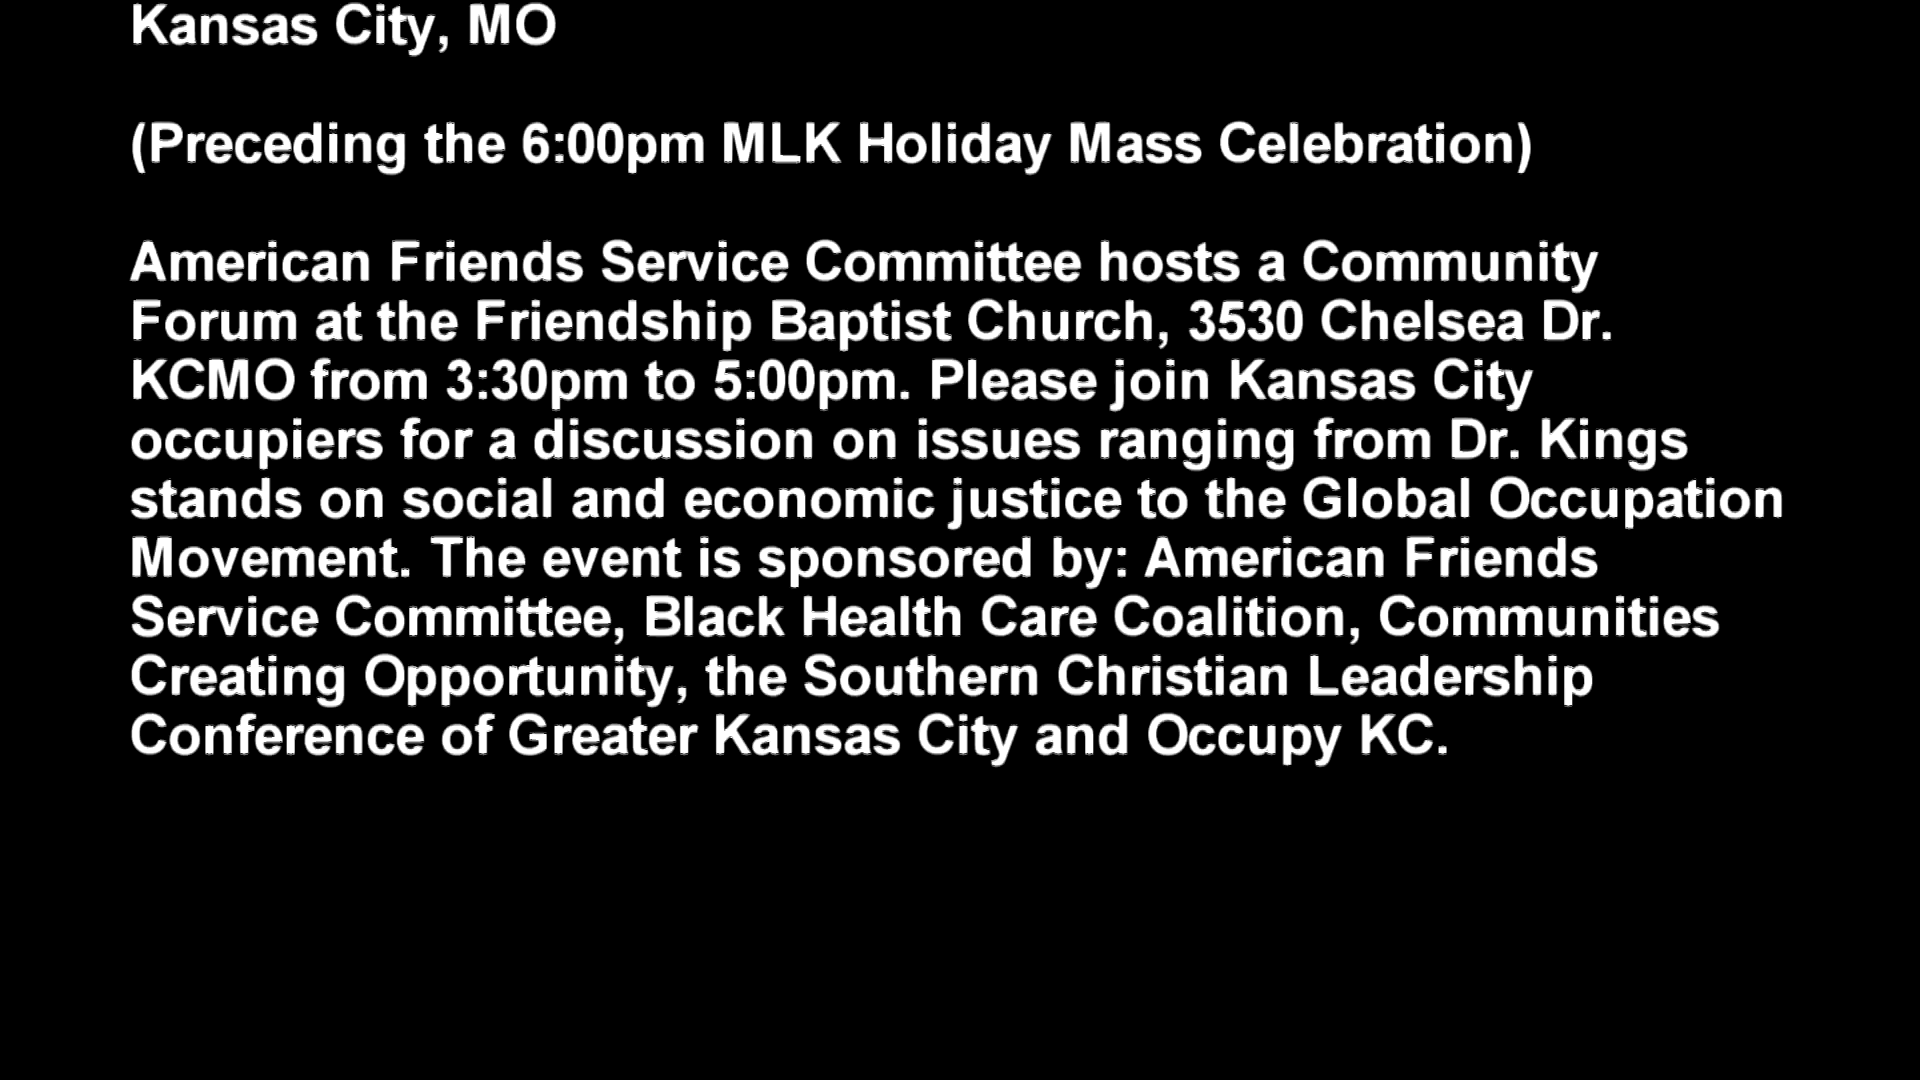 Kansas City, MO
(Preceding the 6:00pm MLK Holiday Mass Celebration)
American Friends Service Committee hosts a Community
Forum at the Friendship Baptist Church, 3530 Chelsea Dr.
KCMO from 3:30pm to 5:00pm. Please join Kansas City
occupiers for a discussion on issues ranging from Dr. Kings
stands on social and economic justice to the Global Occupation
Movement. The event is sponsored by: American Friends
Service Committee, Black Health Care Coalition, Communities
Creating Opportunity, the Southern Christian Leadership
Conference of Greater Kansas City and Occupy KC.